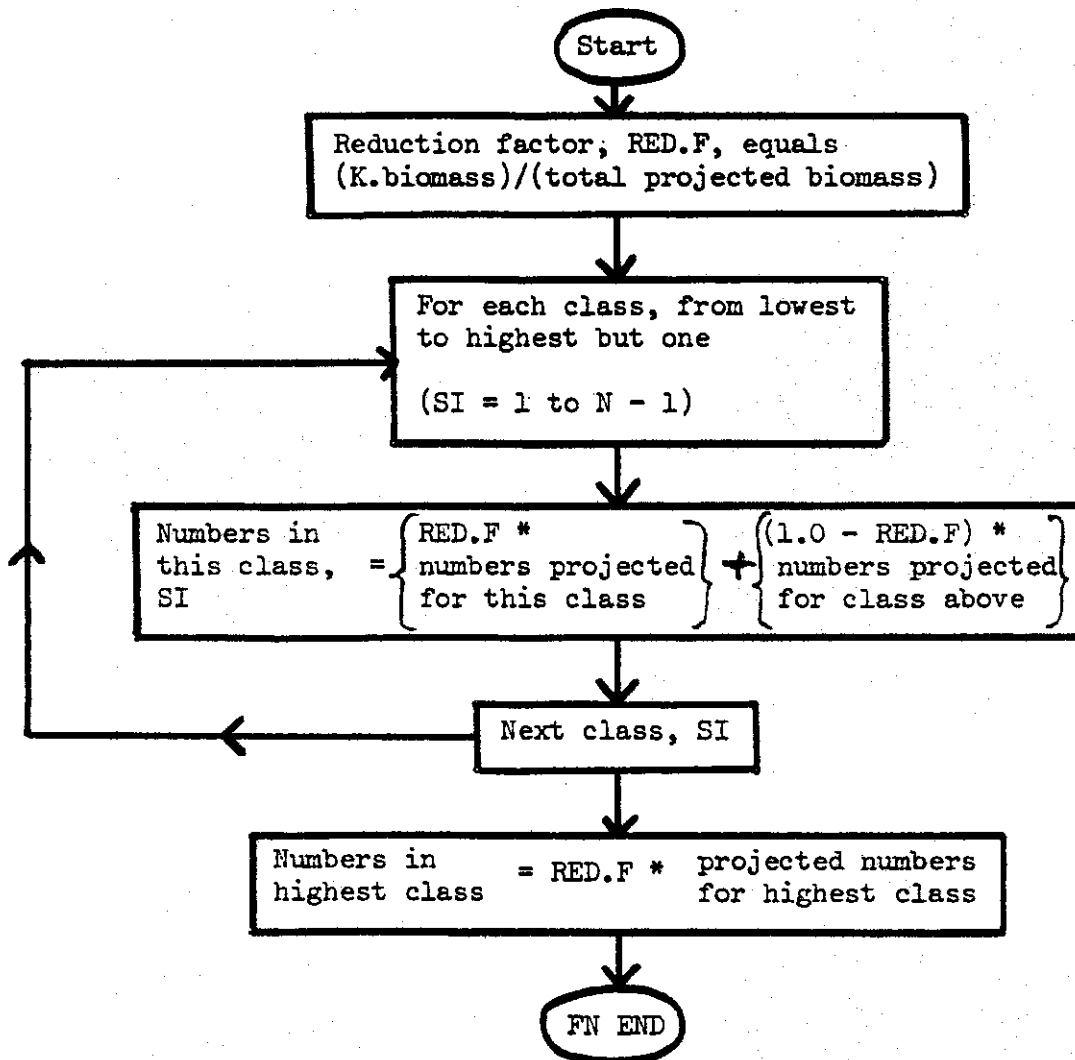 Start
Reduction factor, RED.F, equals
(K.biomass)/(total projected biomass)
For each class, from lowest
to highest but one
(SI = 1 to N - 1)
Numbers in
this class,
SI
=
{RED.F *
numbers projected
for this class}
+
{(1.0 - RED.F) *
numbers projected
for class above}
Next class, SI
Numbers in
highest class
= RED.F *
projected numbers
for highest class
FN END